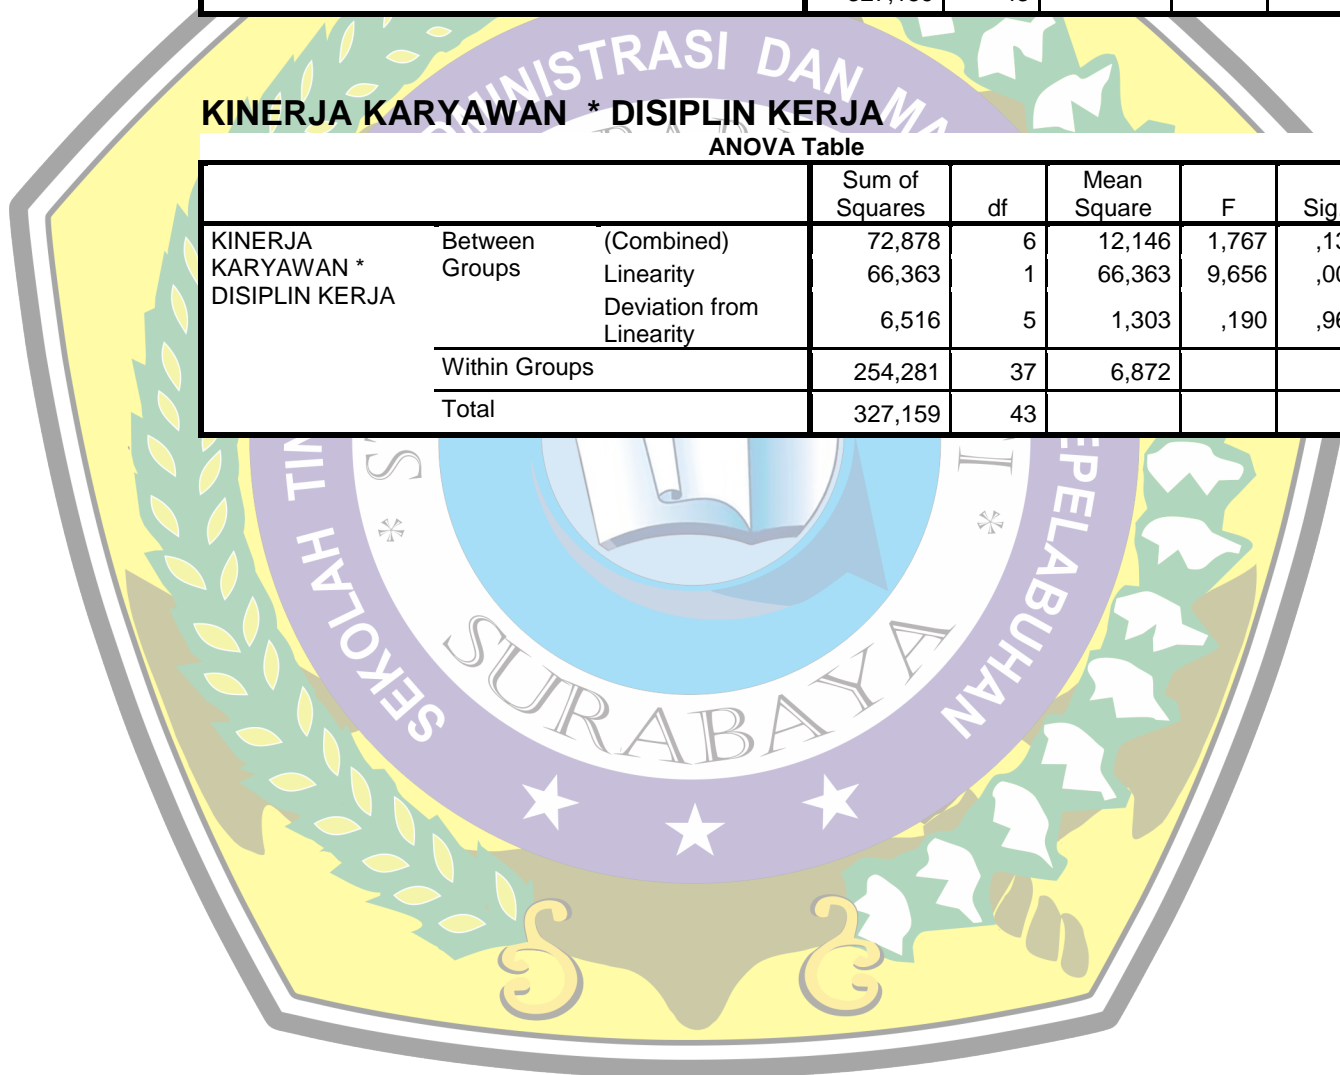 KINERJA KARYAWAN * DISIPLIN KERJA
ANOVA Table
Sum of Squares df Mean Square F Sig
KINERJA KARYAWAN * DISIPLIN KERJA Between Groups (Combined) 72,878 6 12,146 1,767
Linearity 66,363 1 66,363 9,656
Deviation from Linearity 6,516 5 1,303 ,190
Within Groups 254,281 37 6,872
Total 327,159 43
SEKOLAH
DAN
PELABUHAN
SURABAYA